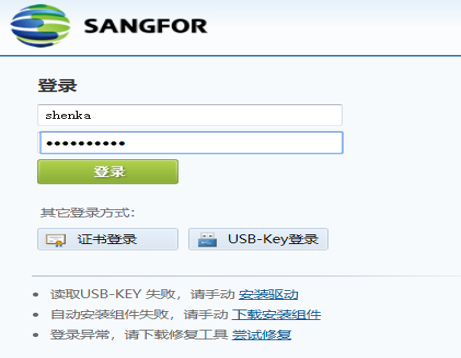 SANGFOR
登录
shenka
••••••••••
登录
其它登录方式：
证书登录
USB-Key登录
• 读取USB-KEY 失败，请手动 安装驱动
• 自动安装组件失败，请手动 下载安装组件
• 登录异常，请下载修复工具 尝试修复